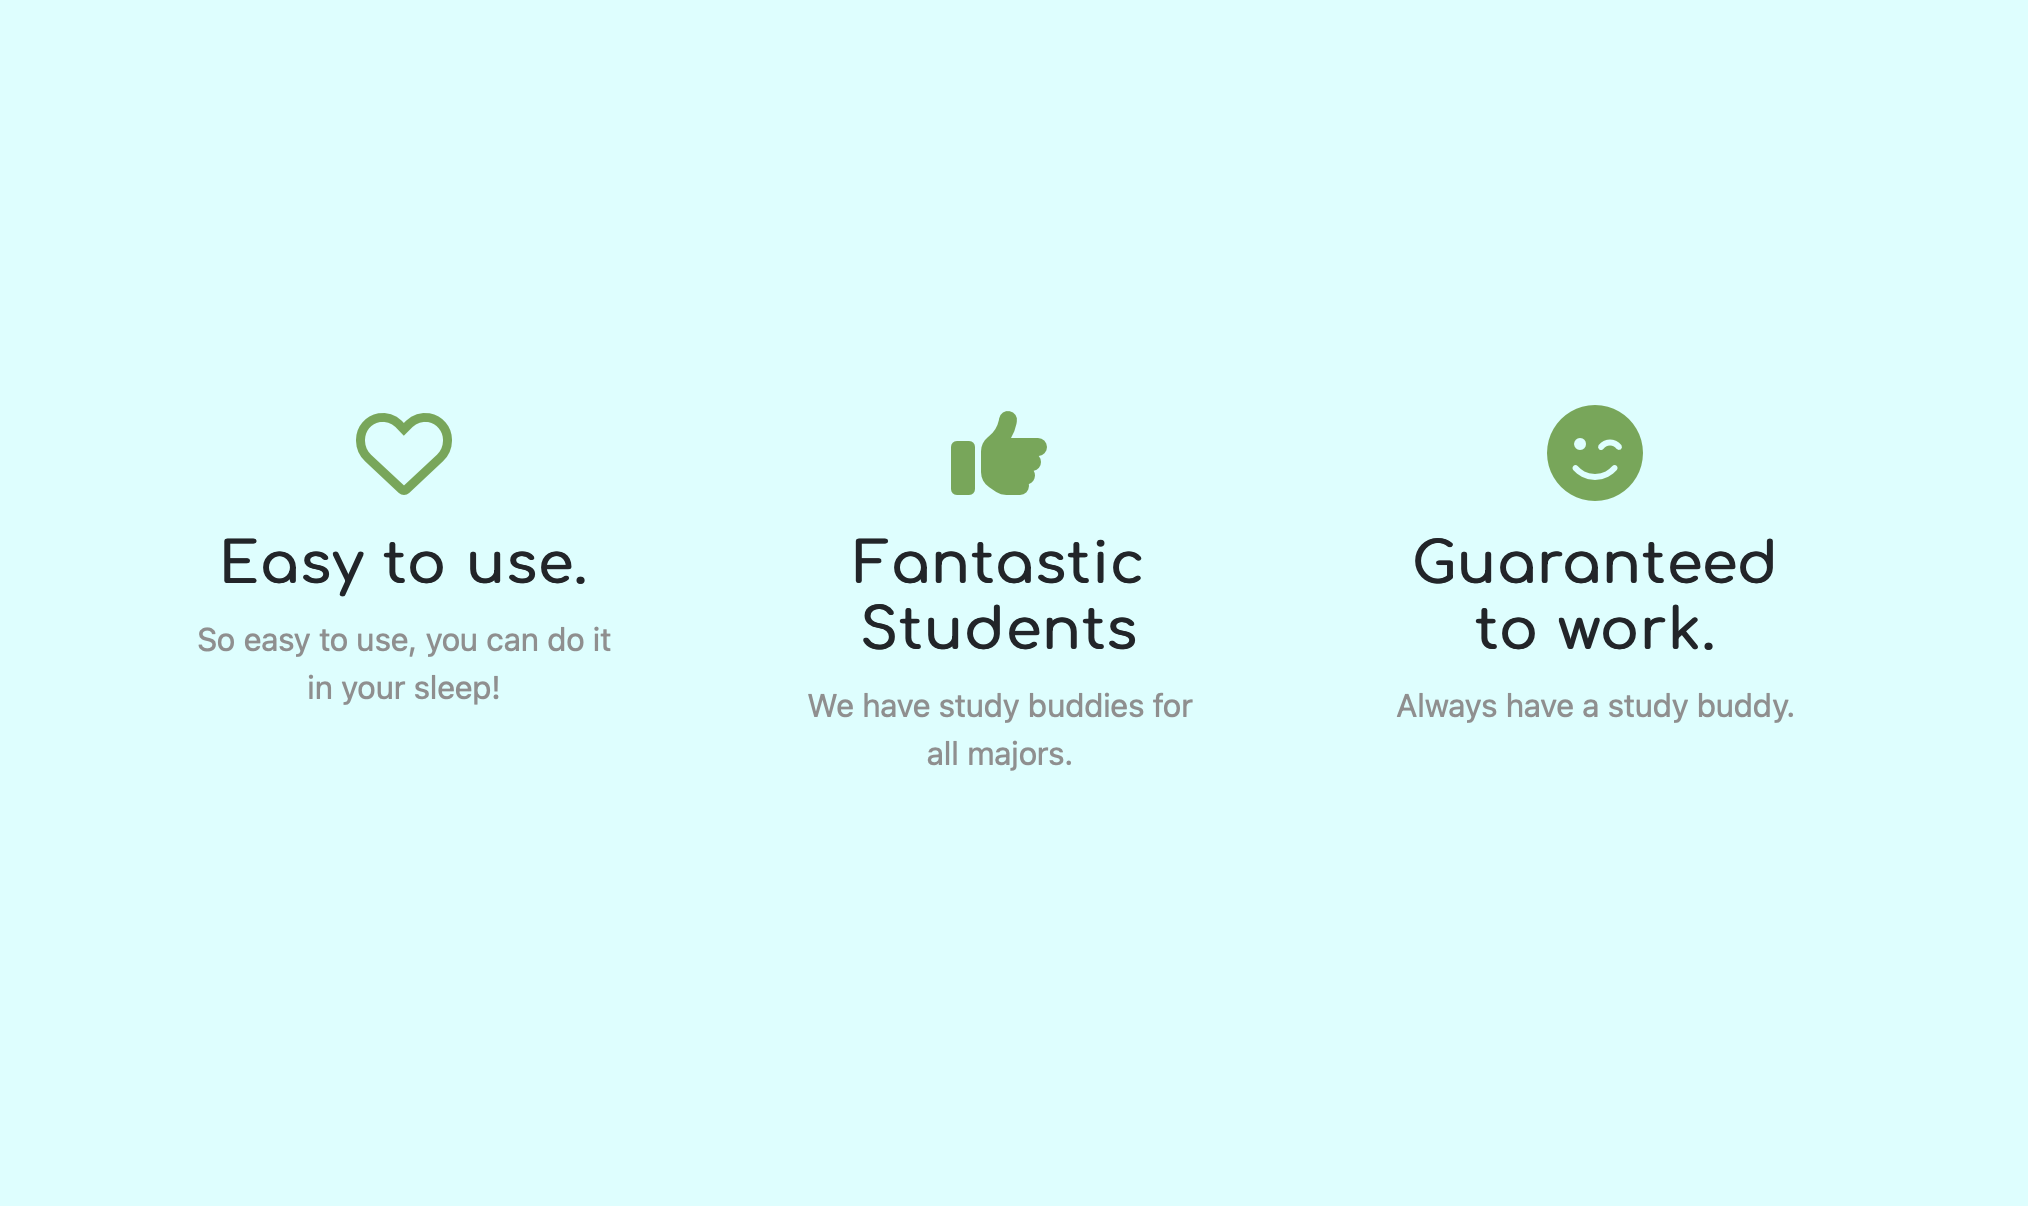 Easy to use.
So easy to use, you can do it
in your sleep!
Fantastic
Students
We have study buddies for
all majors.
Guaranteed
to work.
Always have a study buddy.